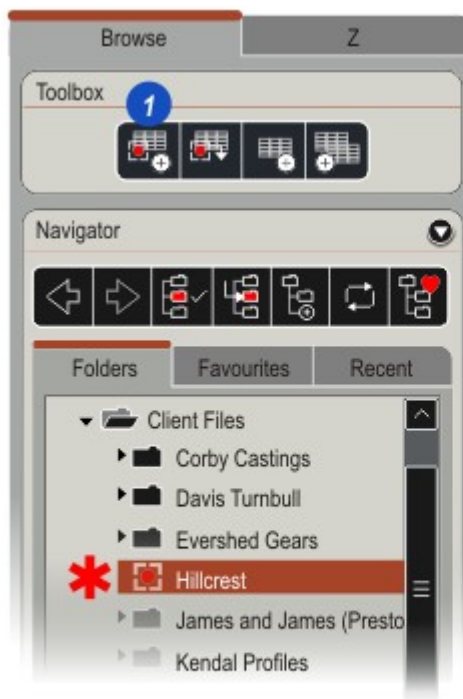 Browse Z
Toolbox
1
Navigator
Folders Favourites Recent
Client Files
Corby Castings
Davis Turnbull
Evershed Gears
Hillcrest
James and James (Presto
Kendal Profiles